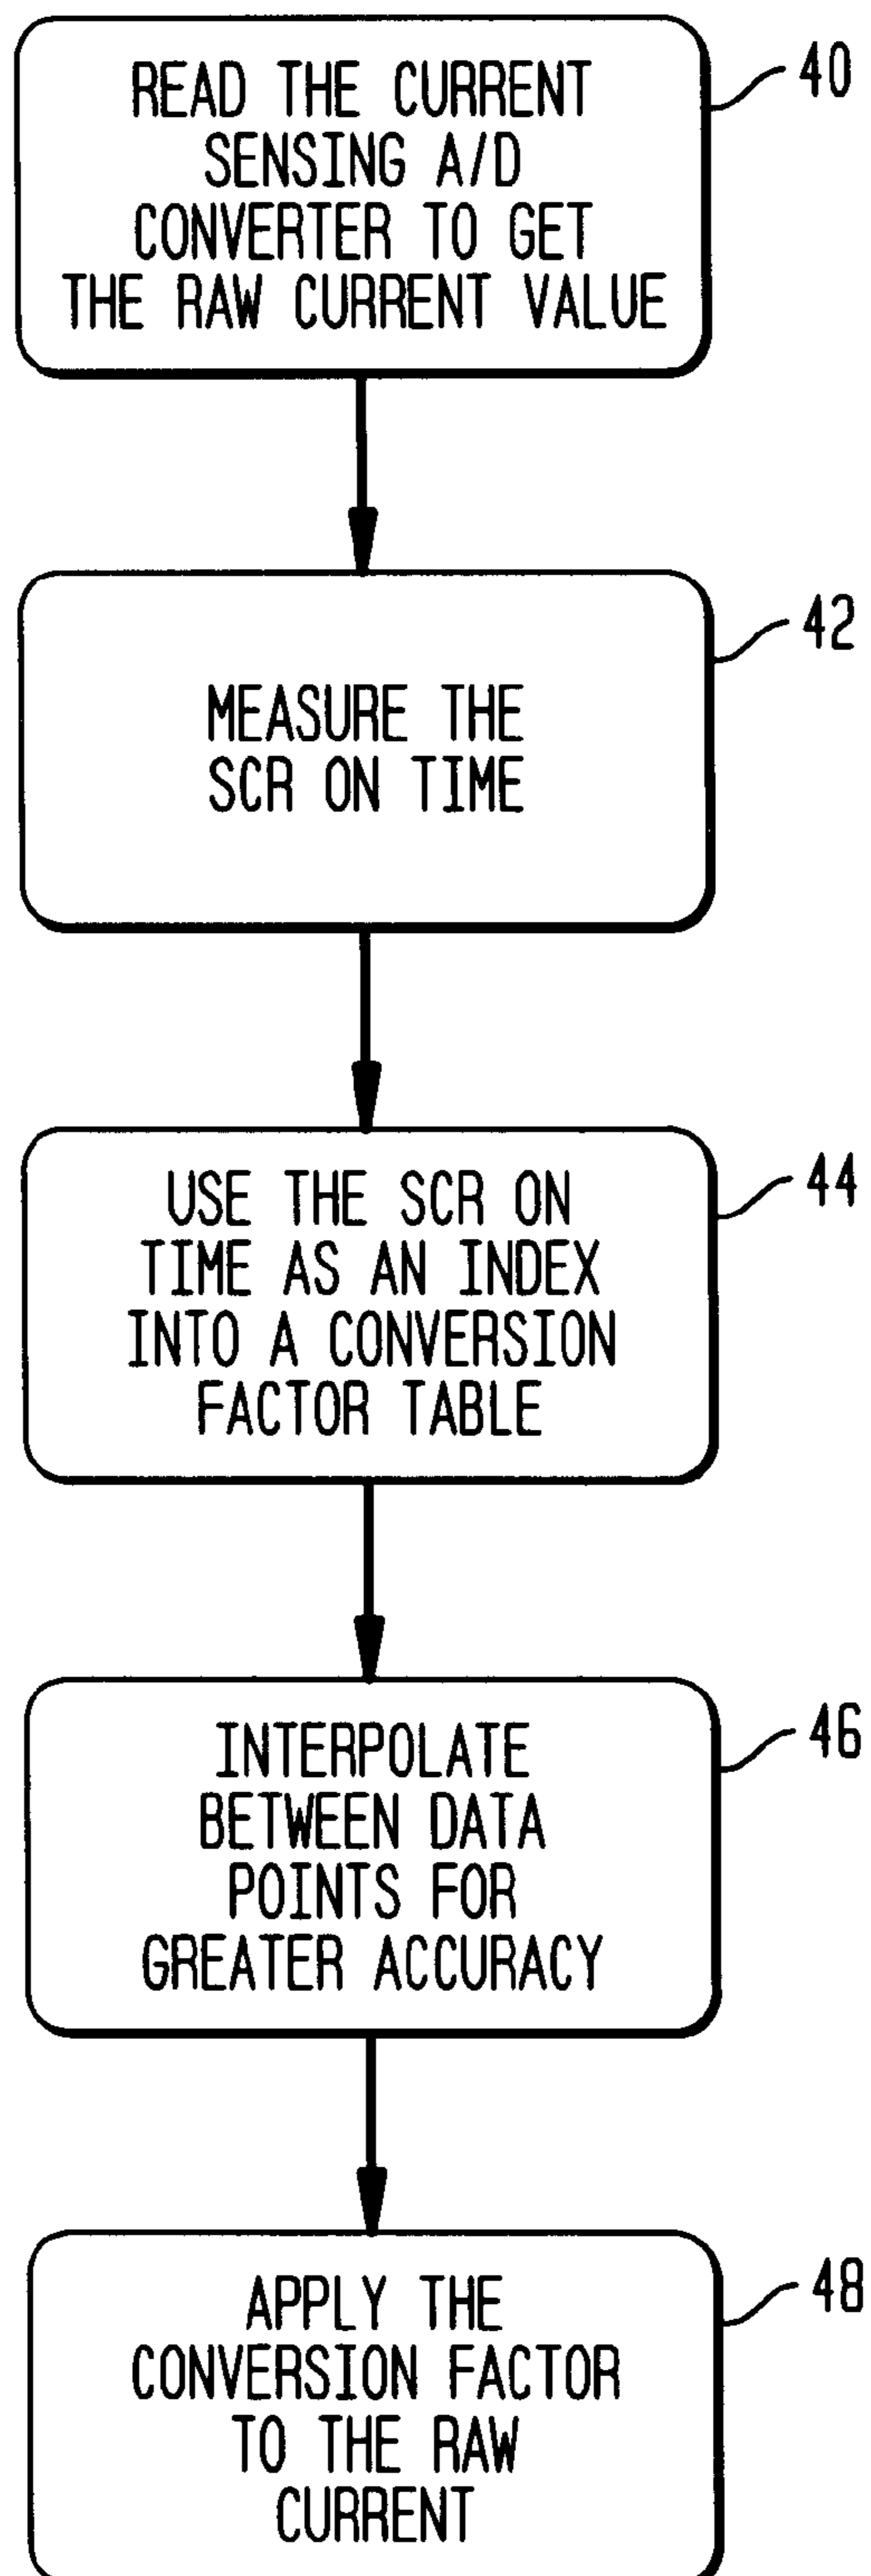 READ THE CURRENT
SENSING A/D
CONVERTER TO GET
THE RAW CURRENT VALUE
40
MEASURE THE
SCR ON TIME
42
USE THE SCR ON
TIME AS AN INDEX
INTO A CONVERSION
FACTOR TABLE
44
INTERPOLATE
BETWEEN DATA
POINTS FOR
GREATER ACCURACY
46
APPLY THE
CONVERSION FACTOR
TO THE RAW
CURRENT
48